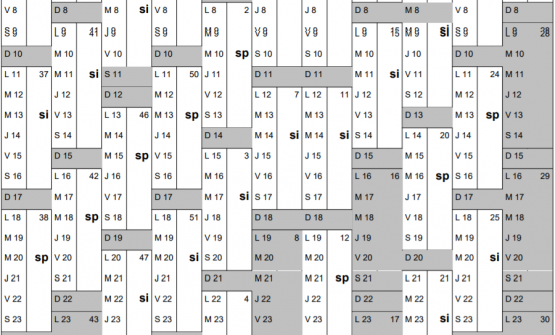 V 8 D 8 M 8 si V 8 L 8 2 J 8 J 8 D 8 M 8 V 8 D 8
S 9 L 9 41 J 9 S 9 M 9 V 9 V 9 L 9 15 M 9 si S 9 L 9 28
D 10 M 10 V 10 D 10 M 10 sp S 10 S 10 M 10 J 10 D 10 M 10
L 11 37 M 11 si S 11 L 11 50 J 11 D 11 D 11 M 11 si V 11 L 11 24 M 11
M 12 J 12 D 12 M 12 V 12 L 12 7 L 12 11 J 12 S 12 M 12 J 12
M 13 si V 13 L 13 46 M 13 sp S 13 M 13 M 13 V 13 D 13 M 13 sp V 13
J 14 S 14 M 14 J 14 D 14 M 14 si M 14 si S 14 L 14 20 J 14 S 14
V 15 D 15 M 15 sp V 15 L 15 3 J 15 J 15 D 15 M 15 V 15 D 15
S 16 L 16 42 J 16 S 16 M 16 V 16 V 16 L 16 16 M 16 sp S 16 L 16 29
D 17 M 17 V 17 D 17 M 17 si S 17 S 17 M 17 J 17 D 17 M 17
L 18 38 M 18 sp S 18 L 18 51 J 18 D 18 D 18 M 18 V 18 L 18 25 M 18
M 19 J 19 D 19 M 19 V 19 L 19 8 L 19 12 J 19 S 19 M 19 J 19
M 20 sp V 20 L 20 47 M 20 si S 20 M 20 M 20 V 20 D 20 M 20 si V 20
J 21 S 21 M 21 J 21 D 21 M 21 M 21 sp S 21 L 21 21 J 21 S 21
V 22 D 22 M 22 si V 22 L 22 4 J 22 J 22 D 22 M 22 si V 22 D 22
S 23 L 23 43 J 23 S 23 M 23 V 23 V 23 L 23 17 M 23 S 23 L 23 30